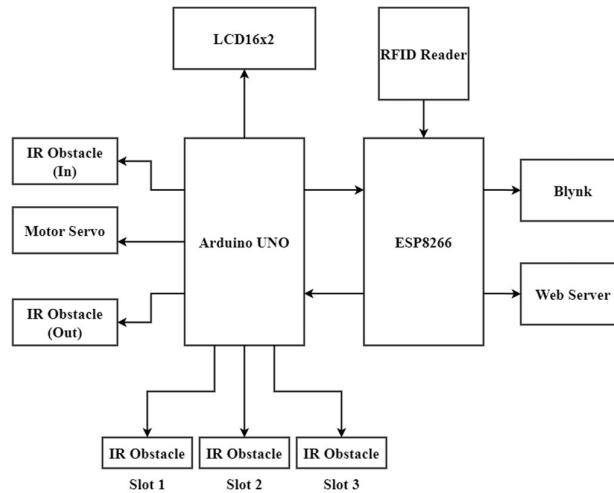 LCD16x2
RFID Reader
IR Obstacle
(In)
Motor Servo
IR Obstacle
(Out)
Arduino UNO
ESP8266
Blynk
Web Server
IR Obstacle
IR Obstacle
IR Obstacle
Slot 1
Slot 2
Slot 3